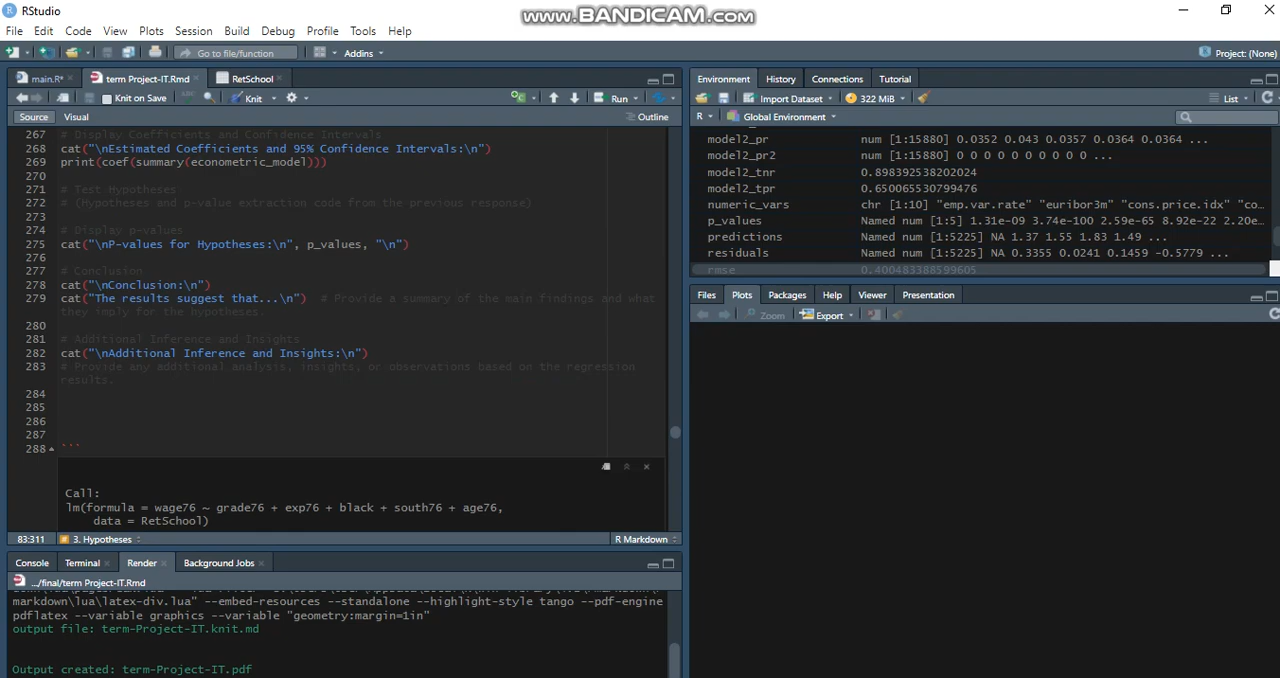 RStudio
www.BANDICAM.com
File Edit Code View Plots Session Build Debug Profile Tools Help
Go to file/function Addins Project: (None)
main.R* term Project-IT.Rmd RetSchool
Knit on Save ABC Knit Run
Source Visual Outline
267 # Display Coefficients and Confidence Intervals
268 cat("\nEstimated Coefficients and 95% Confidence Intervals:\n")
269 print(coef(summary(econometric_model)))
270
271 # Test Hypotheses
272 # (Hypotheses and p-value extraction code from the previous response)
273
274 # Display p-values
275 cat("\nP-values for Hypotheses:\n", p_values, "\n")
276
277 # Conclusion
278 cat("\nConclusion:\n")
279 cat("The results suggest that...\n") # Provide a summary of the main findings and what
they imply for the hypotheses.
280
281 # Additional Inference and Insights
282 cat("\nAdditional Inference and Insights:\n")
283 # Provide any additional analysis, insights, or observations based on the regression
results.
284
285
286
287
288 ```
Call:
lm(formula = wage76 ~ grade76 + exp76 + black + south76 + age76,
data = RetSchool)
83:311 3. Hypotheses R Markdown
Console Terminal Render Background Jobs
.../final/term Project-IT.Rmd
markdown\lua\latex-div.lua" --embed-resources --standalone --highlight-style tango --pdf-engine
pdflatex --variable graphics --variable "geometry:margin=1in"
output file: term-Project-IT.knit.md
Output created: term-Project-IT.pdf
Environment History Connections Tutorial
Import Dataset 322 MiB List
R Global Environment
model2_pr num [1:15880] 0.0352 0.043 0.0357 0.0364 0.0364 ...
model2_pr2 num [1:15880] 0 0 0 0 0 0 0 0 0 0 ...
model2_tnr 0.898392538202024
model2_tpr 0.650065530799476
numeric_vars chr [1:10] "emp.var.rate" "euribor3m" "cons.price.idx" "co...
p_values Named num [1:5] 1.31e-09 3.74e-100 2.59e-65 8.92e-22 2.20e...
predictions Named num [1:5225] NA 1.37 1.55 1.83 1.49 ...
residuals Named num [1:5225] NA 0.3355 0.0241 0.1459 -0.5779 ...
rmse 0.400483388599605
Files Plots Packages Help Viewer Presentation
Zoom Export